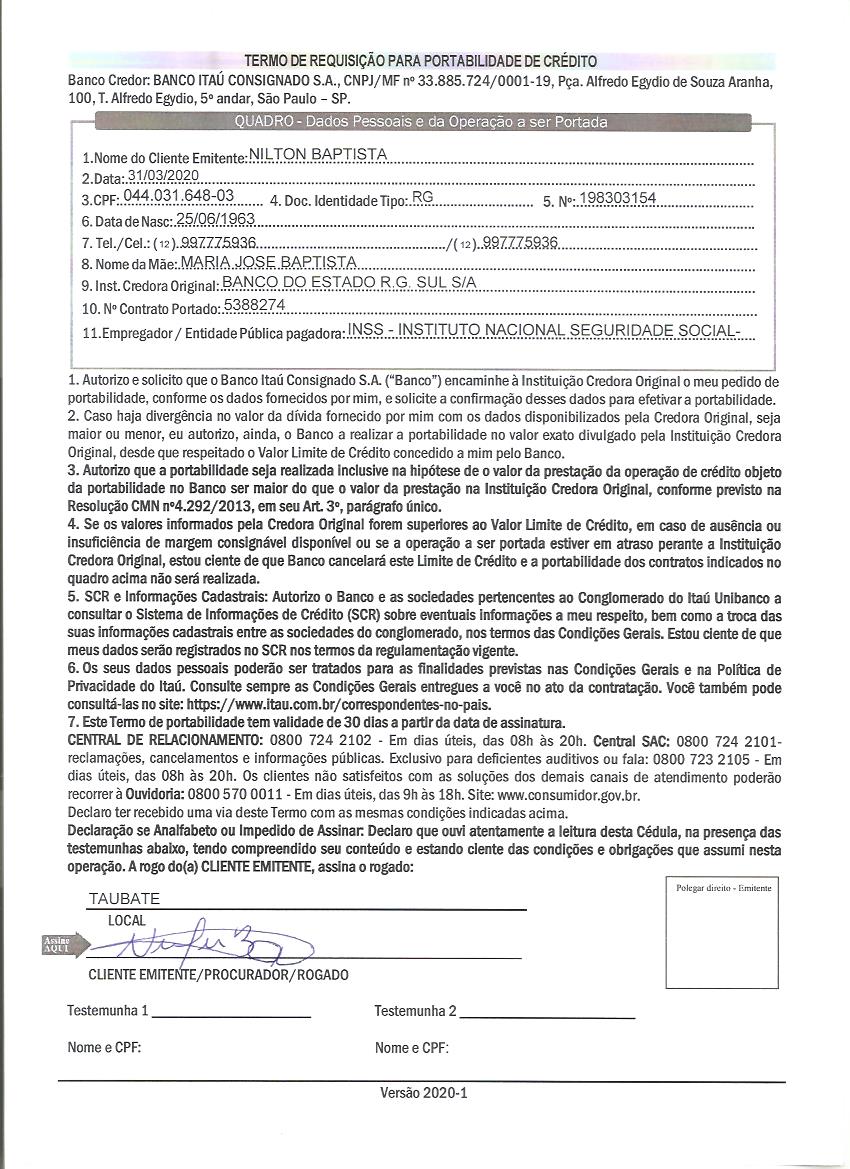 TERMO DE REQUISIÇÃO PARA PORTABILIDADE DE CRÉDITO
Banco Credor: BANCO ITAÚ CONSIGNADO S.A., CNPJ/MF nº 33.885.724/0001-19, Pça. Alfredo Egydio de Souza Aranha,
100, T. Alfredo Egydio, 5º andar, São Paulo – SP.
QUADRO - Dados Pessoais e da Operação a ser Portada
1.Nome do Cliente Emitente: NILTON BAPTISTA
2.Data: 31/03/2020
3.CPF: 044.031.648-03 4. Doc. Identidade Tipo: RG 5. Nº: 198303154
6. Data de Nasc: 25/06/1963
7. Tel./Cel.: (12) 997775936 /(12) 997775936
8. Nome da Mãe: MARIA JOSE BAPTISTA
9. Inst. Credora Original: BANCO DO ESTADO R.G. SUL S/A
10. Nº Contrato Portado: 5388274
11.Empregador / Entidade Pública pagadora: INSS - INSTITUTO NACIONAL SEGURIDADE SOCIAL-
1. Autorizo e solicito que o Banco Itaú Consignado S.A. (“Banco”) encaminhe à Instituição Credora Original o meu pedido de
portabilidade, conforme os dados fornecidos por mim, e solicite a confirmação desses dados para efetivar a portabilidade.
2. Caso haja divergência no valor da dívida fornecido por mim com os dados disponibilizados pela Credora Original, seja
maior ou menor, eu autorizo, ainda, o Banco a realizar a portabilidade no valor exato divulgado pela Instituição Credora
Original, desde que respeitado o Valor Limite de Crédito concedido a mim pelo Banco.
3. Autorizo que a portabilidade seja realizada inclusive na hipótese de o valor da prestação da operação de crédito objeto
da portabilidade no Banco ser maior do que o valor da prestação na Instituição Credora Original, conforme previsto na
Resolução CMN nº4.292/2013, em seu Art. 3º, parágrafo único.
4. Se os valores informados pela Credora Original forem superiores ao Valor Limite de Crédito, em caso de ausência ou
insuficiência de margem consignável disponível ou se a operação a ser portada estiver em atraso perante a Instituição
Credora Original, estou ciente de que Banco cancelará este Limite de Crédito e a portabilidade dos contratos indicados no
quadro acima não será realizada.
5. SCR e Informações Cadastrais: Autorizo o Banco e as sociedades pertencentes ao Conglomerado do Itaú Unibanco a
consultar o Sistema de Informações de Crédito (SCR) sobre eventuais informações a meu respeito, bem como a troca das
suas informações cadastrais entre as sociedades do conglomerado, nos termos das Condições Gerais. Estou ciente de que
meus dados serão registrados no SCR nos termos da regulamentação vigente.
6. Os seus dados pessoais poderão ser tratados para as finalidades previstas nas Condições Gerais e na Política de
Privacidade do Itaú. Consulte sempre as Condições Gerais entregues a você no ato da contratação. Você também pode
consultá-las no site: https://www.itau.com.br/correspondentes-no-pais.
7. Este Termo de portabilidade tem validade de 30 dias a partir da data de assinatura.
CENTRAL DE RELACIONAMENTO: 0800 724 2102 - Em dias úteis, das 08h às 20h. Central SAC: 0800 724 2101-
reclamações, cancelamentos e informações públicas. Exclusivo para deficientes auditivos ou fala: 0800 723 2105 - Em
dias úteis, das 08h às 20h. Os clientes não satisfeitos com as soluções dos demais canais de atendimento poderão
recorrer à Ouvidoria: 0800 570 0011 - Em dias úteis, das 9h às 18h. Site: www.consumidor.gov.br.
Declaro ter recebido uma via deste Termo com as mesmas condições indicadas acima.
Declaração se Analfabeto ou Impedido de Assinar: Declaro que ouvi atentamente a leitura desta Cédula, na presença das
testemunhas abaixo, tendo compreendido seu conteúdo e estando ciente das condições e obrigações que assumi nesta
operação. A rogo do(a) CLIENTE EMITENTE, assina o rogado:
Polegar direito - Emitente
TAUBATE
LOCAL
Assine
AQUI
CLIENTE EMITENTE/PROCURADOR/ROGADO
Testemunha 1 Testemunha 2
Nome e CPF: Nome e CPF:
Versão 2020-1